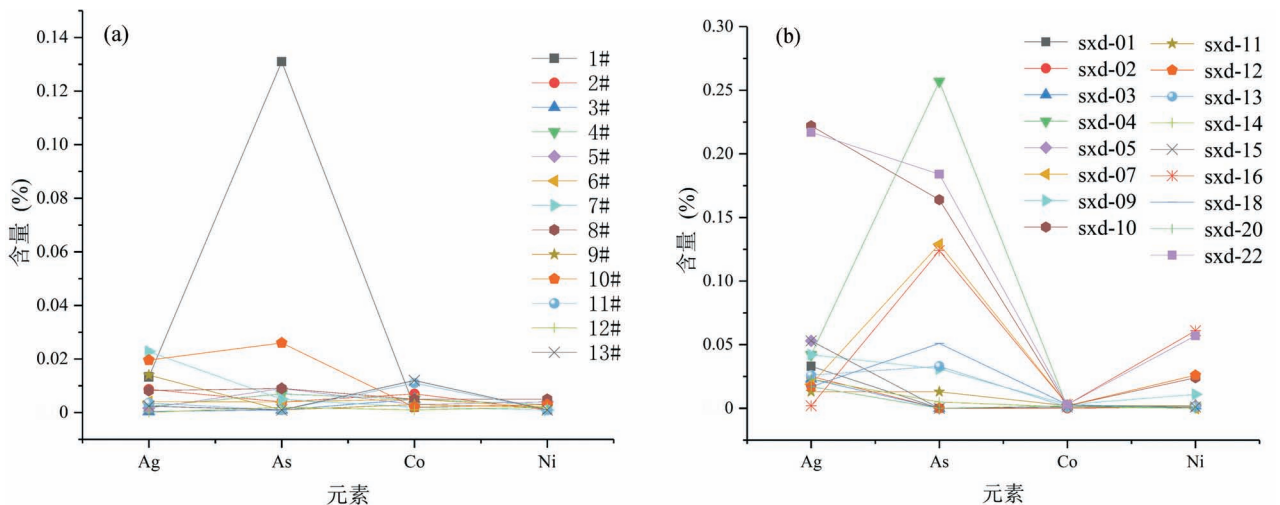 (a)
0.14
0.12
0.10
0.08
0.06
0.04
0.02
0
含量 (%)
Ag
As
Co
Ni
元素
1#
2#
3#
4#
5#
6#
7#
8#
9#
10#
11#
12#
13#
(b)
0.30
0.25
0.20
0.15
0.10
0.05
0
含量 (%)
Ag
As
Co
Ni
元素
sxd-01
sxd-02
sxd-03
sxd-04
sxd-05
sxd-07
sxd-09
sxd-10
sxd-11
sxd-12
sxd-13
sxd-14
sxd-15
sxd-16
sxd-18
sxd-20
sxd-22